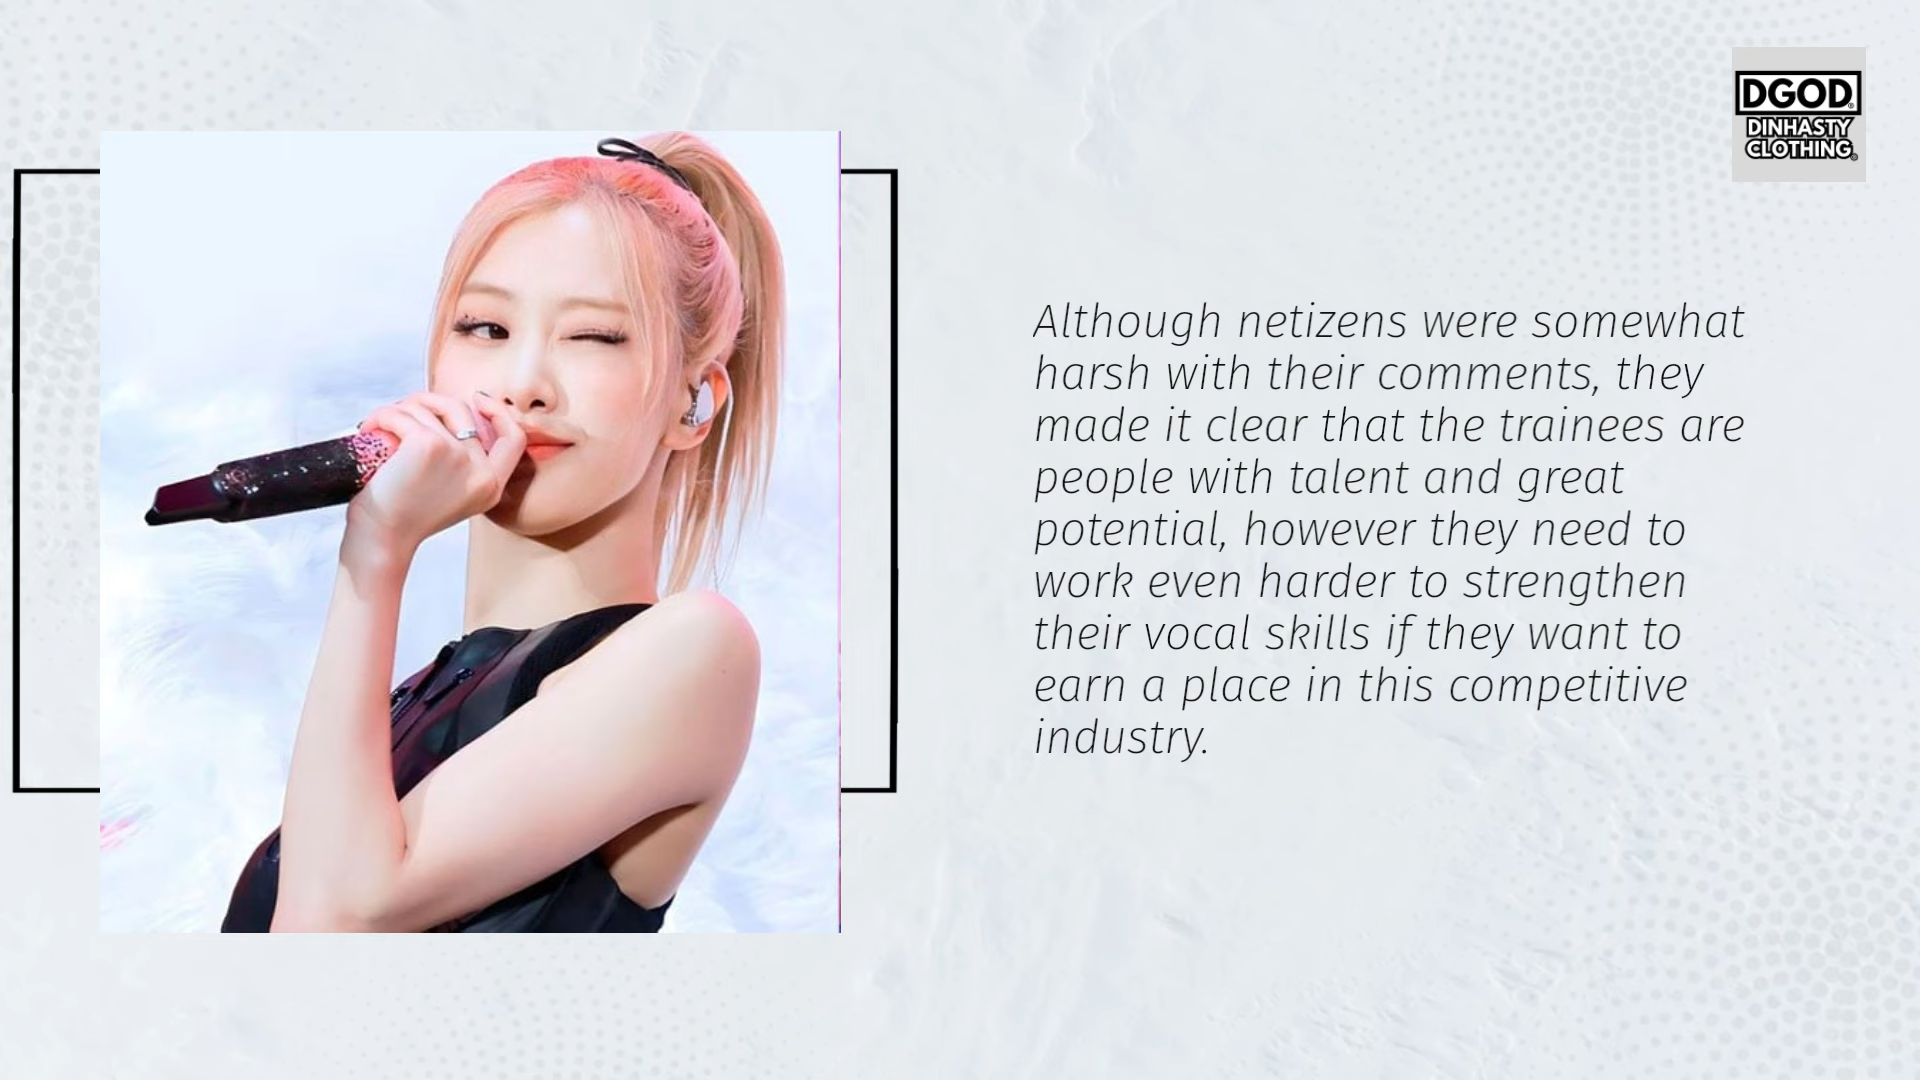 DGOD®
DINHASTY
CLOTHING®
Although netizens were somewhat
harsh with their comments, they
made it clear that the trainees are
people with talent and great
potential, however they need to
work even harder to strengthen
their vocal skills if they want to
earn a place in this competitive
industry.